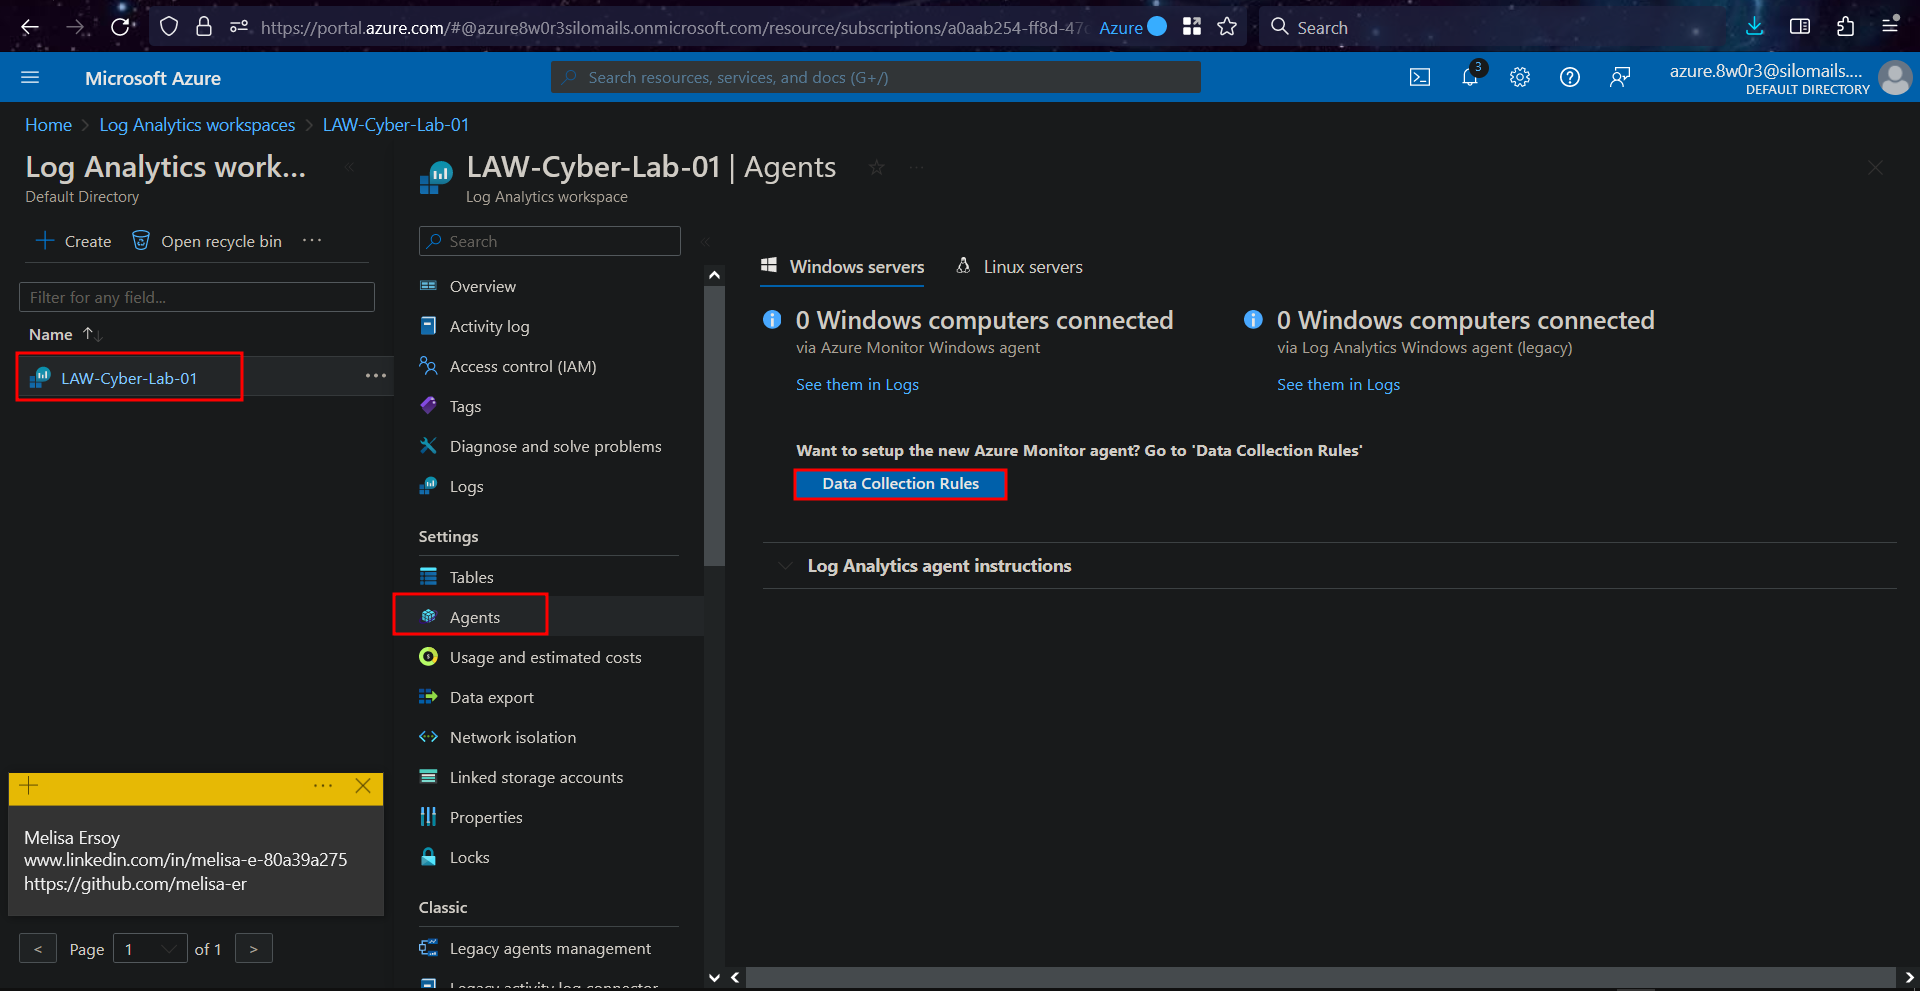 https://portal.azure.com/#@azure8w0r3silomails.onmicrosoft.com/resource/subscriptions/a0aab254-ff8d-47
Azure
Search
Microsoft Azure
Search resources, services, and docs (G+/)
3
azure.8w0r3@silomails....
DEFAULT DIRECTORY
Home > Log Analytics workspaces > LAW-Cyber-Lab-01
Log Analytics work...
Default Directory
Create
Open recycle bin
...
Filter for any field...
Name
LAW-Cyber-Lab-01
...
Melisa Ersoy
www.linkedin.com/in/melisa-e-80a39a275
https://github.com/melisa-er
< Page 1 of 1 >
LAW-Cyber-Lab-01 | Agents
Log Analytics workspace
Search
Overview
Activity log
Access control (IAM)
Tags
Diagnose and solve problems
Logs
Settings
Tables
Agents
Usage and estimated costs
Data export
Network isolation
Linked storage accounts
Properties
Locks
Classic
Legacy agents management
Legacy activity log connector
Windows servers
Linux servers
0 Windows computers connected
via Azure Monitor Windows agent
See them in Logs
0 Windows computers connected
via Log Analytics Windows agent (legacy)
See them in Logs
Want to setup the new Azure Monitor agent? Go to 'Data Collection Rules'
Data Collection Rules
Log Analytics agent instructions